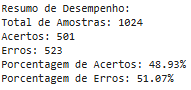 Resumo de Desempenho:
Total de Amostras: 1024
Acertos: 501
Erros: 523
Porcentagem de Acertos: 48.93%
Porcentagem de Erros: 51.07%